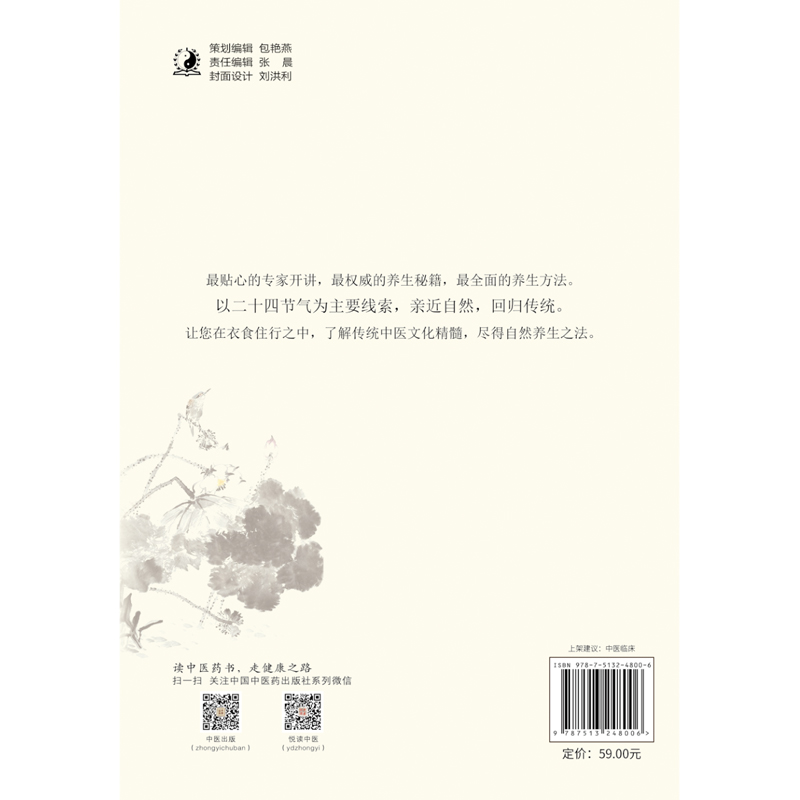 策划编辑 包艳燕
责任编辑 张 晨
封面设计 刘洪利
最贴心的专家开讲，最权威的养生秘籍，最全面的养生方法。
以二十四节气为主要线索，亲近自然，回归传统。
让您在衣食住行之中，了解传统中医文化精髓，尽得自然养生之法。
读中医药书，走健康之路
扫一扫 关注中国中医药出版社系列微信
中医出版
(zhongyichuban)
悦读中医
(ydzhongyi)
上架建议：中医临床
ISBN 978-7-5132-4800-6
9 787513 248006>
定价：59.00元